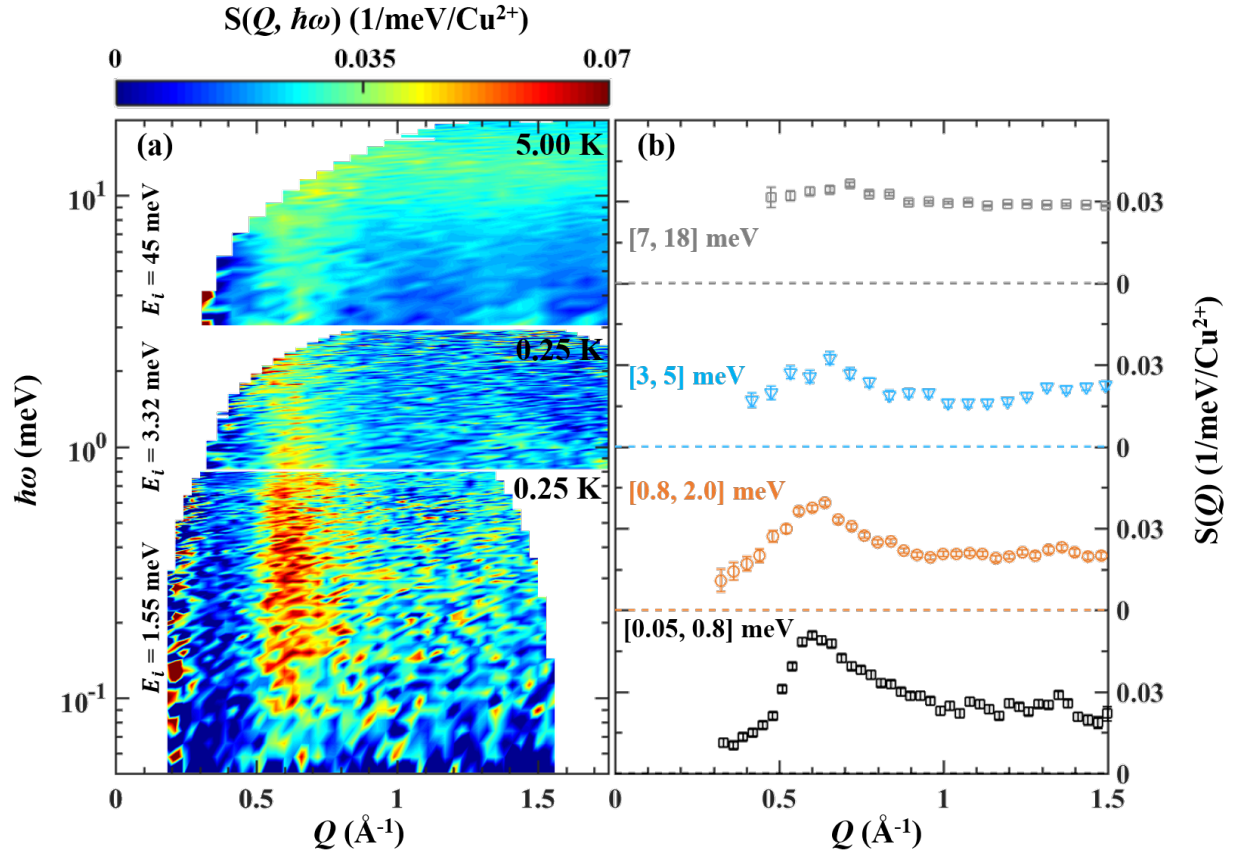 S(Q, ħω) (1/meV/Cu²⁺)
0 0.035 0.07
(a) 5.00 K
Eᵢ = 45 meV
0.25 K
Eᵢ = 3.32 meV
0.25 K
Eᵢ = 1.55 meV
10¹
10⁰
10⁻¹
ħω (meV)
0 0.5 1 1.5
Q (Å⁻¹)
(b)
[7, 18] meV
[3, 5] meV
[0.8, 2.0] meV
[0.05, 0.8] meV
0.03
0
0.03
0
0.03
0
0.03
0
S(Q) (1/meV/Cu²⁺)
0 0.5 1 1.5
Q (Å⁻¹)